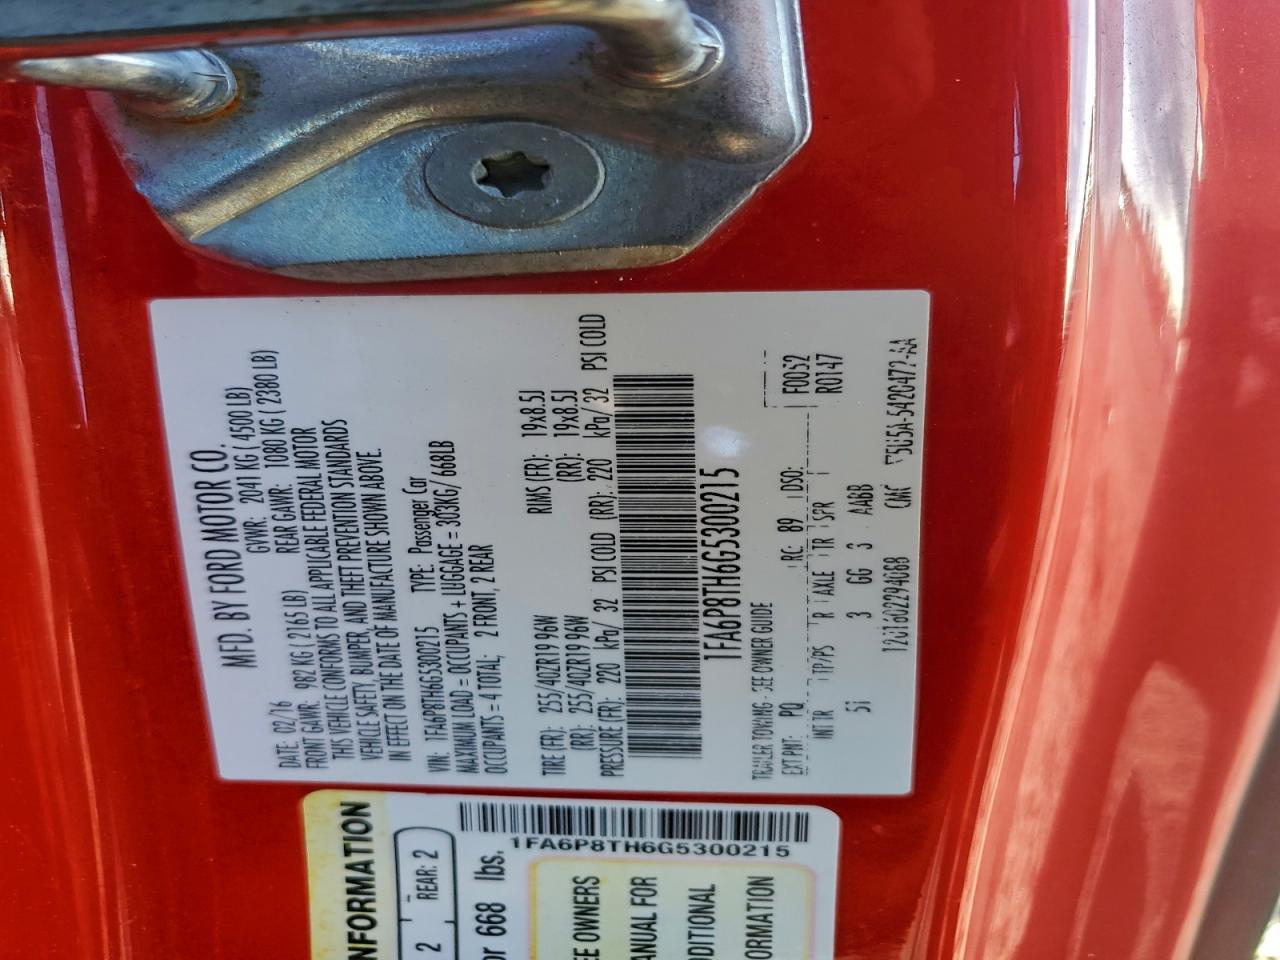 MFD. BY FORD MOTOR CO.
DATE: 02/16 GVWR: 2041 KG ( 4500 LB)
FRONT GAWR: 982 KG ( 2165 LB) REAR GAWR: 1080 KG ( 2380 LB)
THIS VEHICLE CONFORMS TO ALL APPLICABLE FEDERAL MOTOR
VEHICLE SAFETY, BUMPER, AND THEFT PREVENTION STANDARDS
IN EFFECT ON THE DATE OF MANUFACTURE SHOWN ABOVE.
VIN: 1FA6P8TH6G5300215 TYPE: Passenger Car
MAXIMUM LOAD = OCCUPANTS + LUGGAGE = 303KG/668LB
OCCUPANTS = 4 TOTAL; 2 FRONT, 2 REAR
TIRE (FR): 255/40ZR19 96W RIMS (FR): 19x8.5J
(RR): 255/40ZR19 96W (RR): 19x8.5J
PRESSURE (FR): 220 kPa/ 32 PSI COLD (RR): 220 kPa/ 32 PSI COLD
1FA6P8TH6G5300215
TRAILER TOWING - SEE OWNER GUIDE
EXT PNT: PQ RC: 89 DSO: F0052
R0147
INT TR TP/PS R AXLE TR SPR
3 GG 3 AABB
1FA6P8TH6G5300215
INFORMATION
2 REAR: 2
or 668 lbs.
EE OWNERS
ANUAL FOR
DDITIONAL
ORMATION